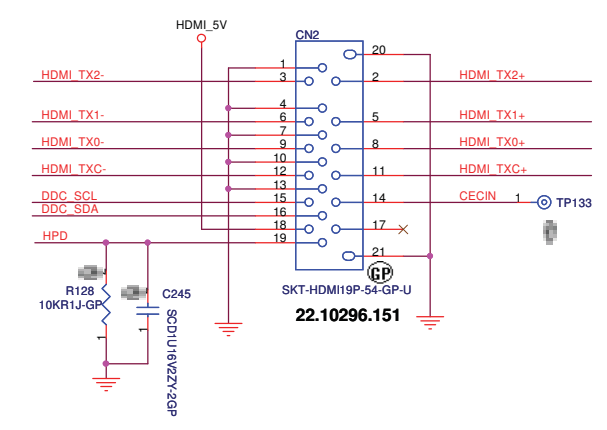 HDMI_5V
CN2
20
1
HDMI_TX2- 3 2 HDMI_TX2+
4
HDMI_TX1- 6 5 HDMI_TX1+
7
HDMI_TX0- 9 8 HDMI_TX0+
10
HDMI_TXC- 12 11 HDMI_TXC+
13
DDC_SCL 15 14 CECIN 1 TP133
DDC_SDA 16
18 17
HPD 19
21
GP
R128
10KR1J-GP
1
C245
SCD1U16V2ZY-2GP
1
SKT-HDMI19P-54-GP-U
22.10296.151